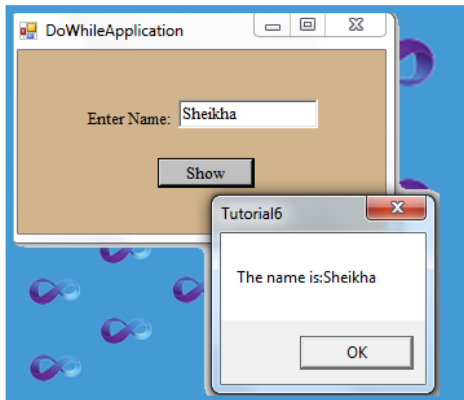 DoWhileApplication
Enter Name: Sheikha
Show
Tutorial6
The name is:Sheikha
OK